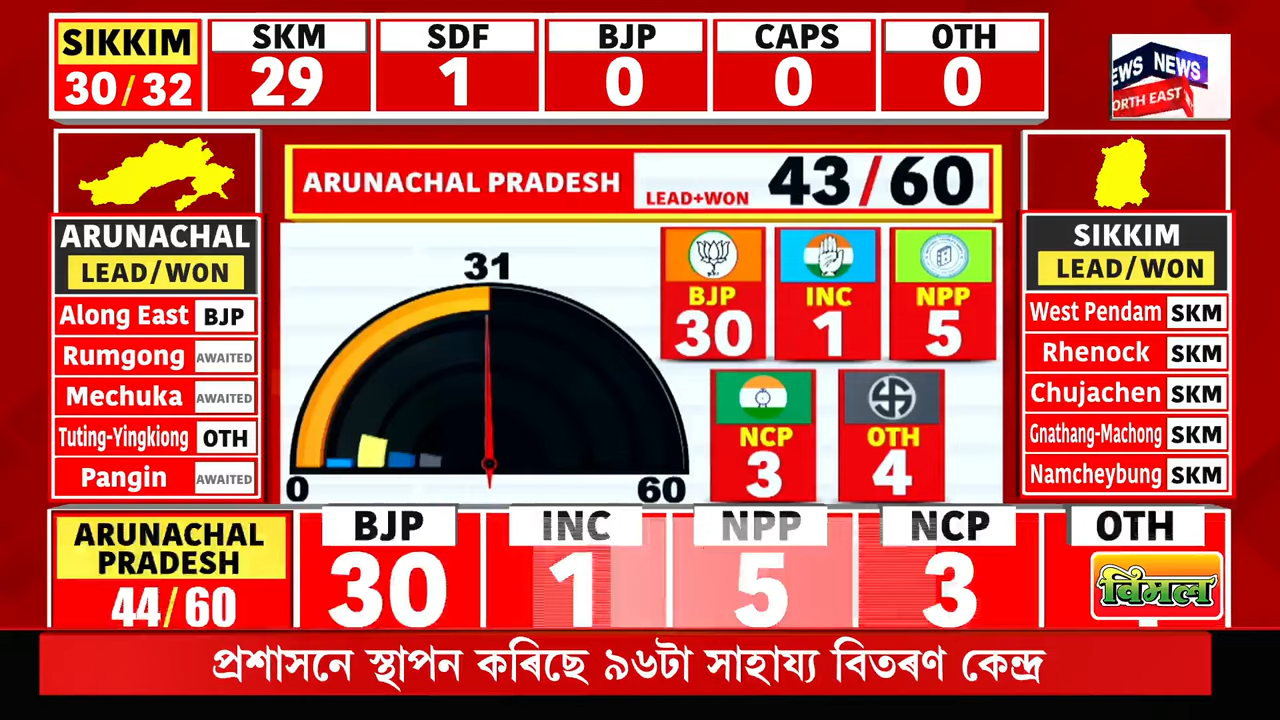 SIKKIM
30/32
SKM
29
SDF
1
BJP
0
CAPS
0
OTH
0
EWS NEWS
ORTH EAST
ARUNACHAL
LEAD/WON
Along East BJP
Rumgong AWAITED
Mechuka AWAITED
Tuting-Yingkiong OTH
Pangin AWAITED
ARUNACHAL PRADESH LEAD+WON 43/60
31
0
60
BJP
30
INC
1
NPP
5
NCP
3
OTH
4
SIKKIM
LEAD/WON
West Pendam SKM
Rhenock SKM
Chujachen SKM
Gnathang-Machong SKM
Namcheybung SKM
ARUNACHAL
PRADESH
44/60
BJP
30
INC
1
NPP
5
NCP
3
OTH
বিমল
প্ৰশাসনে স্থাপন কৰিছে ৯৬টা সাহায্য বিতৰণ কেন্দ্ৰ